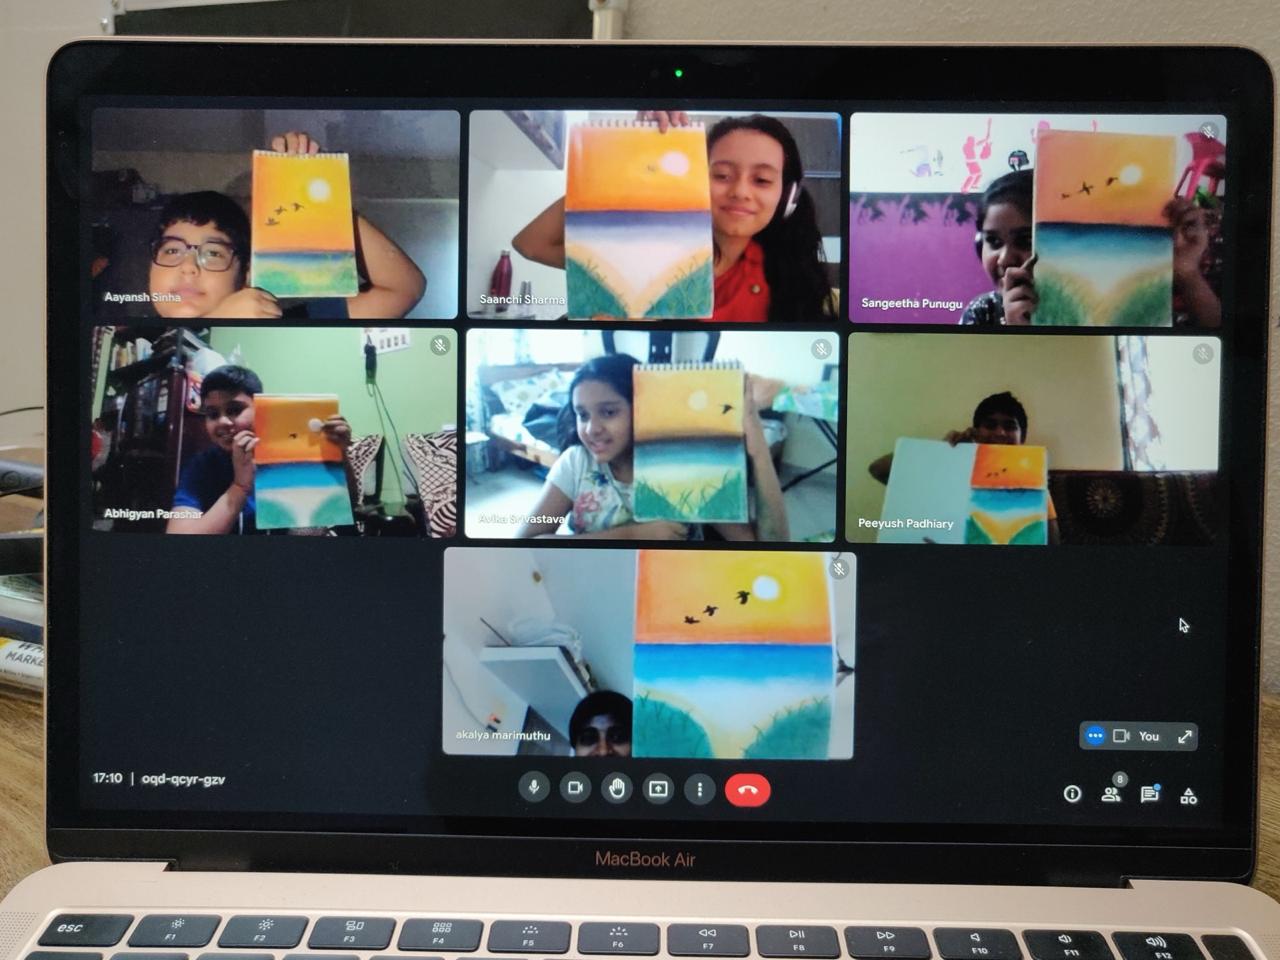 Aayansh Sinha
Saanchi Sharma
Sangeetha Punugu
Abhigyan Parashar
Avika Srivastava
Peeyush Padhiary
akalya marimuthu
You
17:10 | oqd-qcyr-gzv
8
MacBook Air
esc
F1
F2
F3
F4
F5
F6
F7
F8
F9
F10
F11
F12